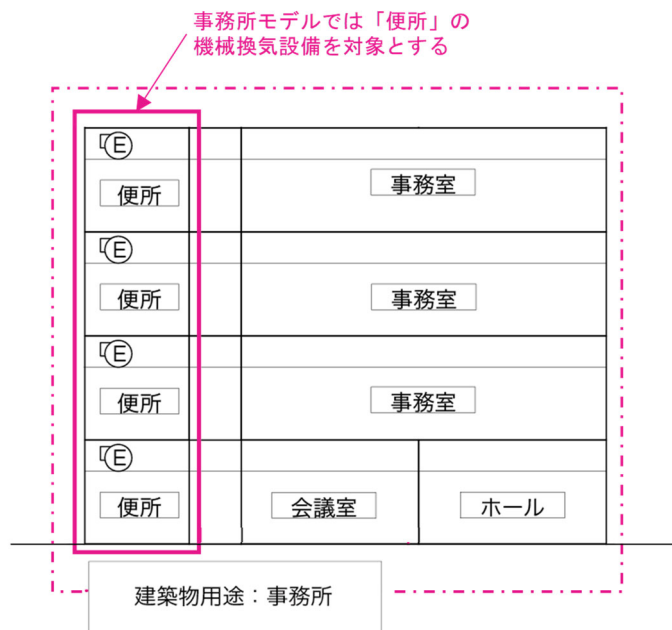 事務所モデルでは「便所」の
機械換気設備を対象とする
E
便所
事務室
E
便所
事務室
E
便所
事務室
E
便所
会議室
ホール
建築物用途：事務所